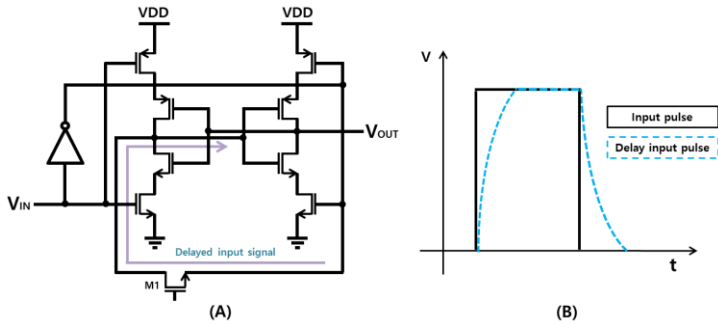 VDD
VDD
VOUT
VIN
Delayed input signal
M1
(A)
V
Input pulse
Delay input pulse
t
(B)